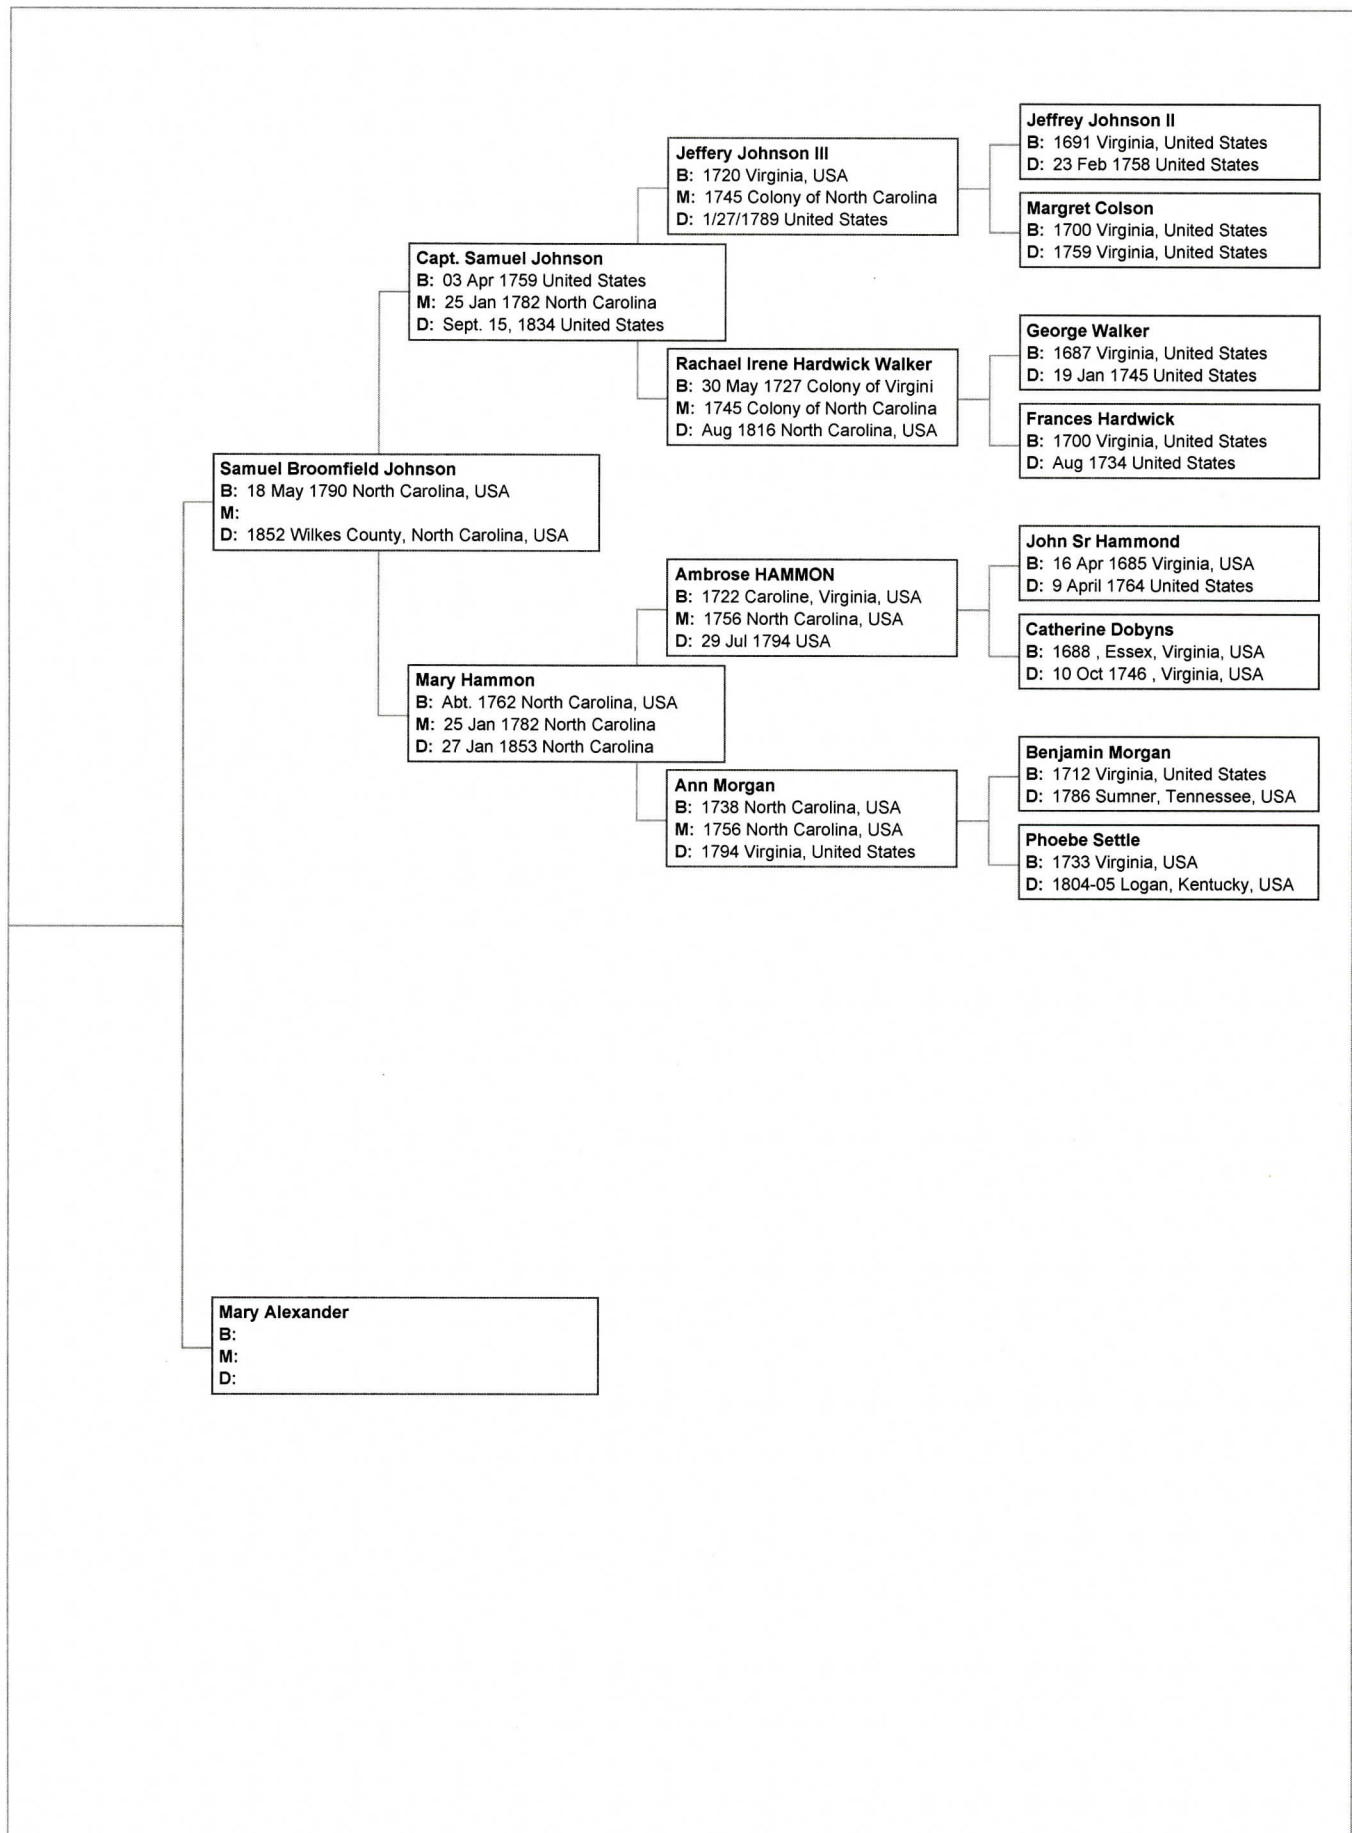 Jeffrey Johnson II
B: 1691 Virginia, United States
D: 23 Feb 1758 United States
Jeffery Johnson III
B: 1720 Virginia, USA
M: 1745 Colony of North Carolina
D: 1/27/1789 United States
Margret Colson
B: 1700 Virginia, United States
D: 1759 Virginia, United States
Capt. Samuel Johnson
B: 03 Apr 1759 United States
M: 25 Jan 1782 North Carolina
D: Sept. 15, 1834 United States
George Walker
B: 1687 Virginia, United States
D: 19 Jan 1745 United States
Rachael Irene Hardwick Walker
B: 30 May 1727 Colony of Virgini
M: 1745 Colony of North Carolina
D: Aug 1816 North Carolina, USA
Frances Hardwick
B: 1700 Virginia, United States
D: Aug 1734 United States
Samuel Broomfield Johnson
B: 18 May 1790 North Carolina, USA
M:
D: 1852 Wilkes County, North Carolina, USA
John Sr Hammond
B: 16 Apr 1685 Virginia, USA
D: 9 April 1764 United States
Ambrose HAMMON
B: 1722 Caroline, Virginia, USA
M: 1756 North Carolina, USA
D: 29 Jul 1794 USA
Catherine Dobyns
B: 1688 , Essex, Virginia, USA
D: 10 Oct 1746 , Virginia, USA
Mary Hammon
B: Abt. 1762 North Carolina, USA
M: 25 Jan 1782 North Carolina
D: 27 Jan 1853 North Carolina
Benjamin Morgan
B: 1712 Virginia, United States
D: 1786 Sumner, Tennessee, USA
Ann Morgan
B: 1738 North Carolina, USA
M: 1756 North Carolina, USA
D: 1794 Virginia, United States
Phoebe Settle
B: 1733 Virginia, USA
D: 1804-05 Logan, Kentucky, USA
Mary Alexander
B:
M:
D: